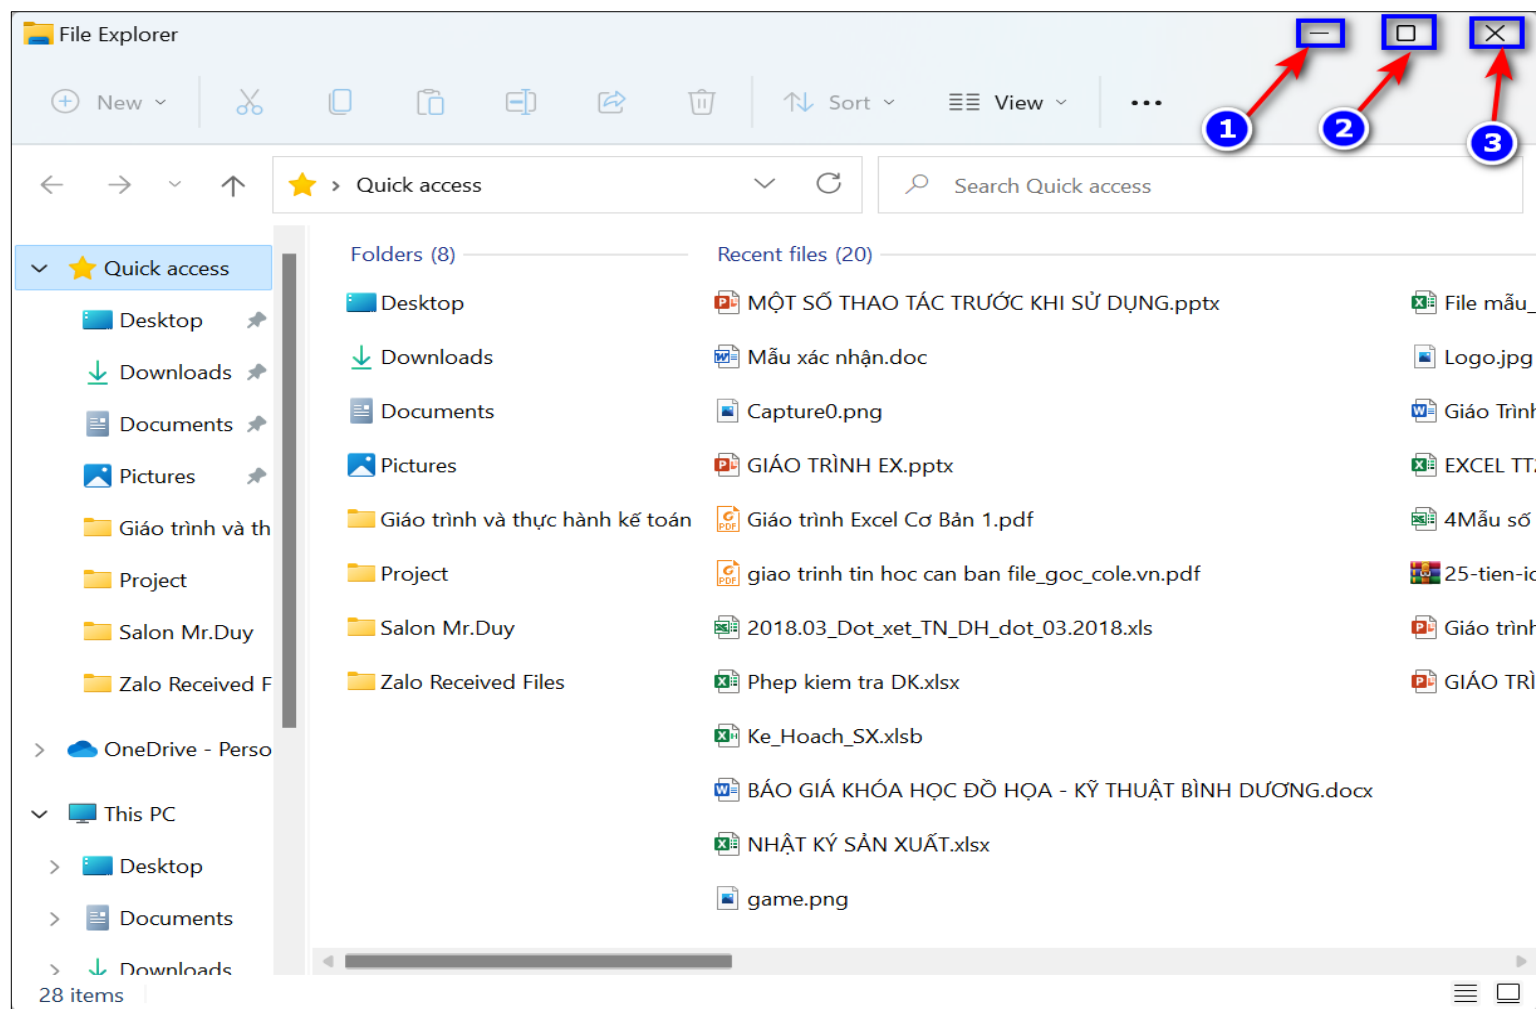 File Explorer
1
2
3
New
Sort
View
Quick access
Search Quick access
Quick access
Desktop
Downloads
Documents
Pictures
Giáo trình và th
Project
Salon Mr.Duy
Zalo Received F
OneDrive - Perso
This PC
Desktop
Documents
Downloads
Folders (8)
Desktop
Downloads
Documents
Pictures
Giáo trình và thực hành kế toán
Project
Salon Mr.Duy
Zalo Received Files
Recent files (20)
MỘT SỐ THAO TÁC TRƯỚC KHI SỬ DỤNG.pptx
Mẫu xác nhận.doc
Capture0.png
GIÁO TRÌNH EX.pptx
Giáo trình Excel Cơ Bản 1.pdf
giao trinh tin hoc can ban file_goc_cole.vn.pdf
2018.03_Dot_xet_TN_DH_dot_03.2018.xls
Phep kiem tra DK.xlsx
Ke_Hoach_SX.xlsb
BÁO GIÁ KHÓA HỌC ĐỒ HỌA - KỸ THUẬT BÌNH DƯƠNG.docx
NHẬT KÝ SẢN XUẤT.xlsx
game.png
File mẫu_
Logo.jpg
Giáo Trình
EXCEL TT
4Mẫu số
25-tien-ic
Giáo trình
GIÁO TRÌ
28 items